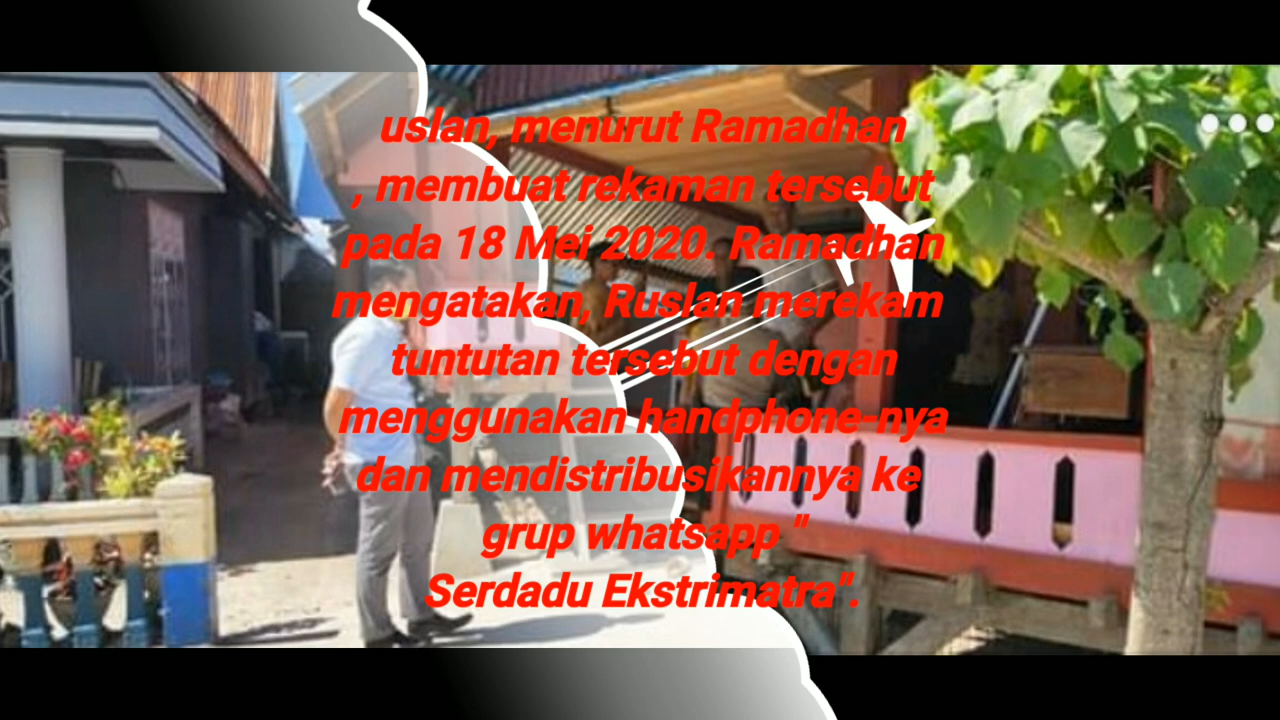 uslan, menurut Ramadhan
, membuat rekaman tersebut
pada 18 Mei 2020. Ramadhan
mengatakan, Ruslan merekam
tuntutan tersebut dengan
menggunakan handphone-nya
dan mendistribusikannya ke
grup whatsapp "
Serdadu Ekstrimatra".